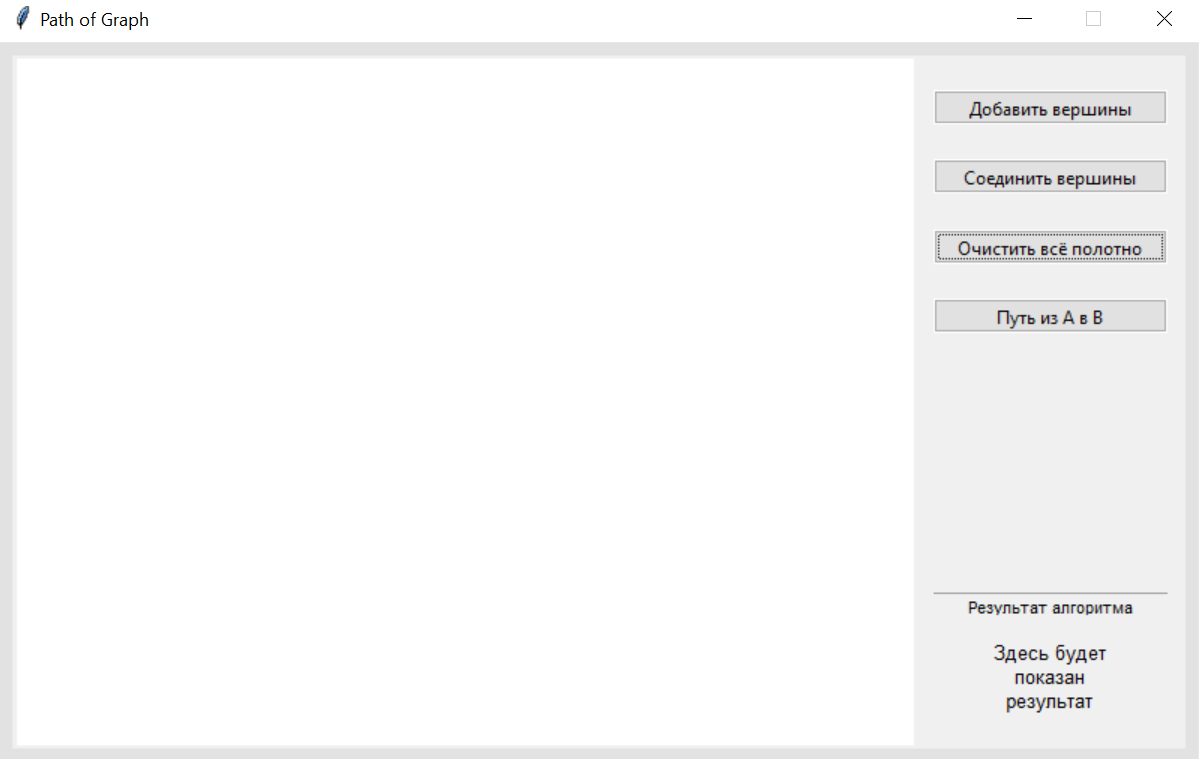 Path of Graph
Добавить вершины
Соединить вершины
Очистить всё полотно
Путь из А в В
Результат алгоритма
Здесь будет
показан
результат